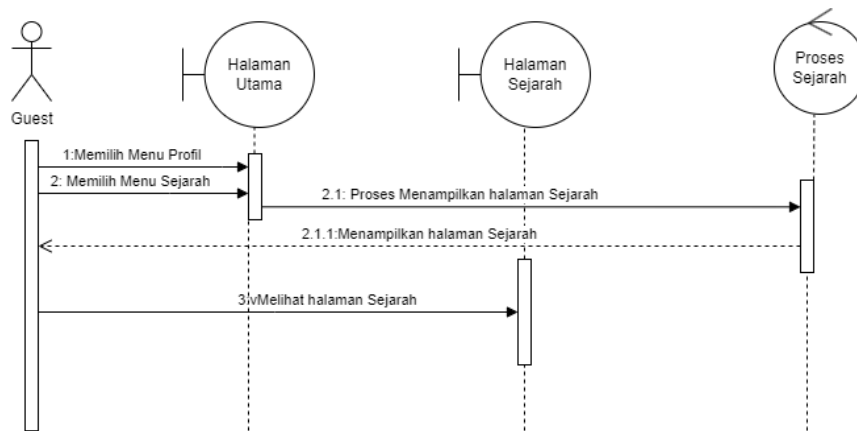 Halaman
Utama
Halaman
Sejarah
Proses
Sejarah
Guest
1:Memilih Menu Profil
2: Memilih Menu Sejarah
2.1: Proses Menampilkan halaman Sejarah
2.1.1:Menampilkan halaman Sejarah
3:vMelihat halaman Sejarah